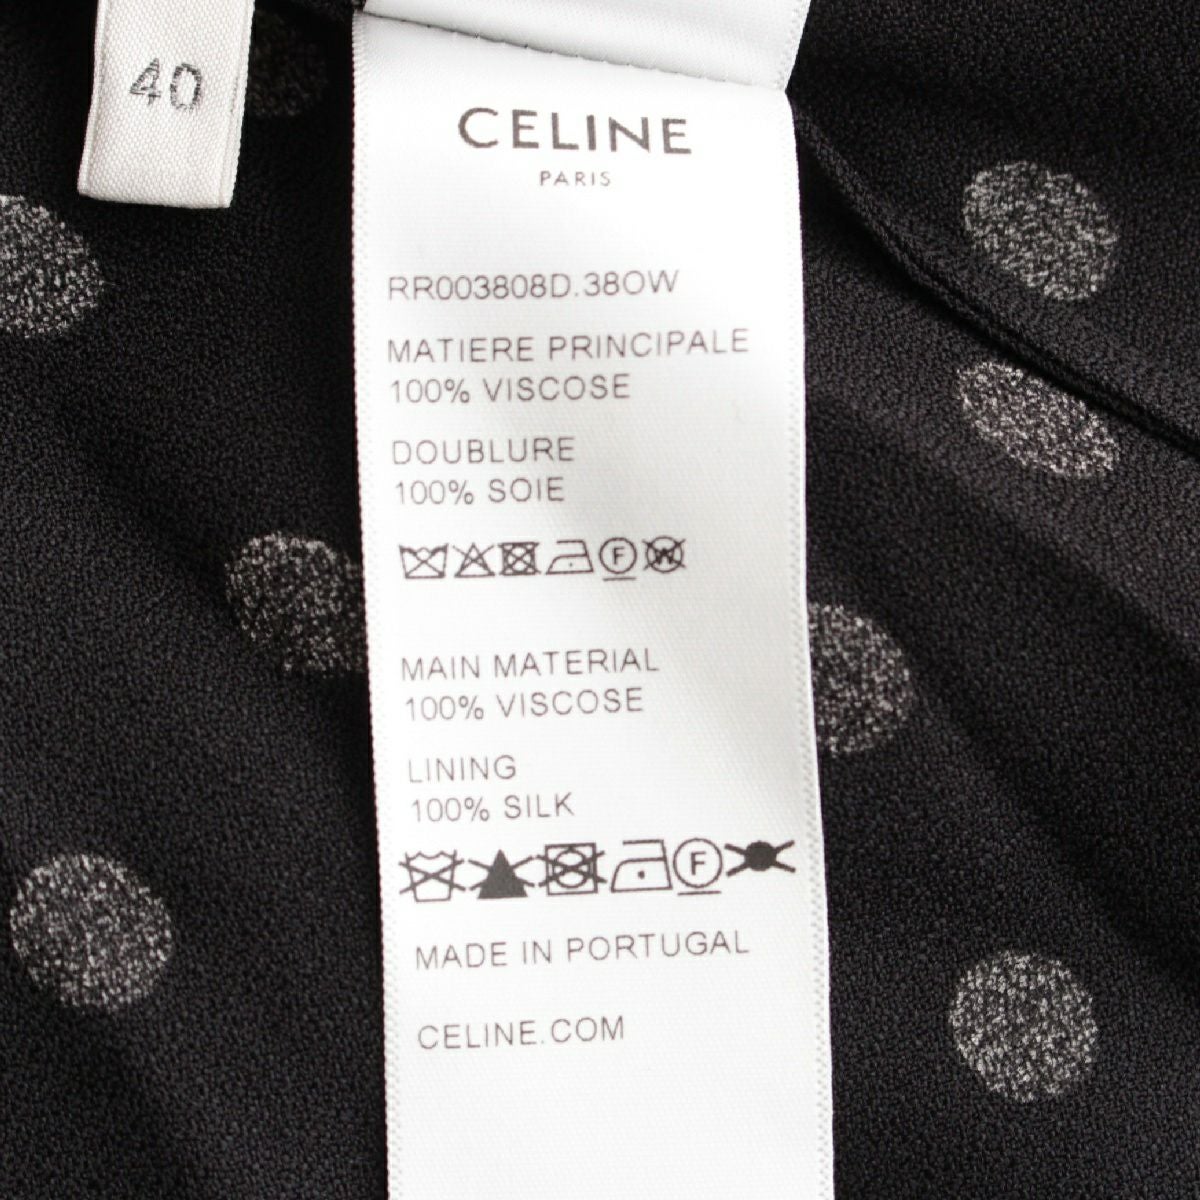 40
CELINE
PARIS
RR003808D.38OW
MATIERE PRINCIPALE
100% VISCOSE
DOUBLURE
100% SOIE
F W
MAIN MATERIAL
100% VISCOSE
LINING
100% SILK
F
MADE IN PORTUGAL
CELINE.COM